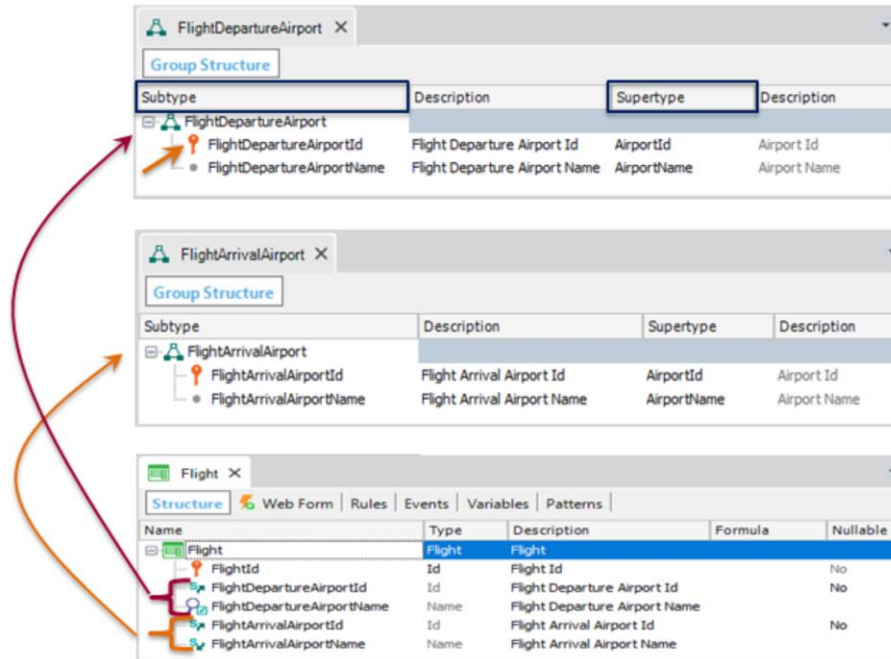 FlightDepartureAirport ×
Group Structure
Subtype Description Supertype Description
FlightDepartureAirport
FlightDepartureAirportId Flight Departure Airport Id AirportId Airport Id
FlightDepartureAirportName Flight Departure Airport Name AirportName Airport Name
FlightArrivalAirport ×
Group Structure
Subtype Description Supertype Description
FlightArrivalAirport
FlightArrivalAirportId Flight Arrival Airport Id AirportId Airport Id
FlightArrivalAirportName Flight Arrival Airport Name AirportName Airport Name
Flight ×
Structure Web Form Rules Events Variables Patterns
Name Type Description Formula Nullable
Flight Flight Flight
FlightId Id Flight Id No
FlightDepartureAirportId Id Flight Departure Airport Id No
FlightDepartureAirportName Name Flight Departure Airport Name
FlightArrivalAirportId Id Flight Arrival Airport Id No
FlightArrivalAirportName Name Flight Arrival Airport Name